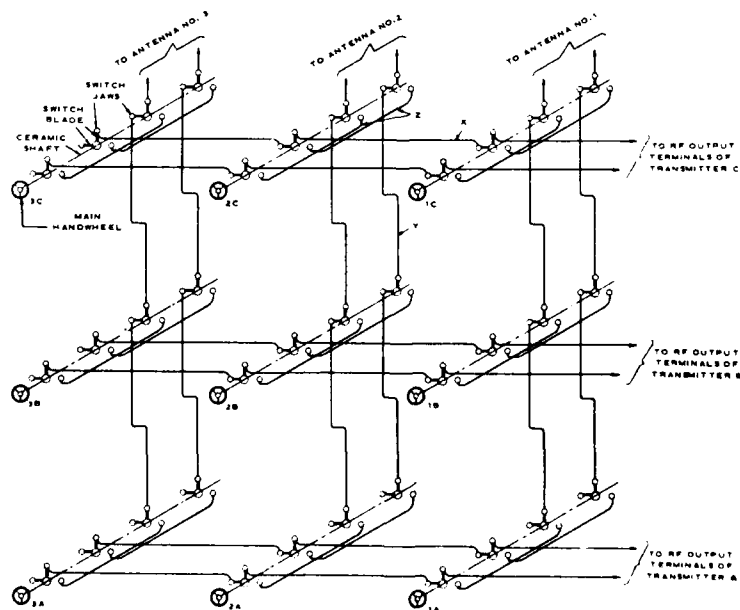 TO ANTENNA NO. 3
TO ANTENNA NO. 2
TO ANTENNA NO. 1
SWITCH
JAWS
SWITCH
BLADE
CERAMIC
SHAFT
Z
X
TO RF OUTPUT
TERMINALS OF
TRANSMITTER C
3C
2C
1C
MAIN
HANDWHEEL
Y
TO RF OUTPUT
TERMINALS OF
TRANSMITTER B
3B
2B
1B
TO RF OUTPUT
TERMINALS OF
TRANSMITTER A
3A
2A
1A